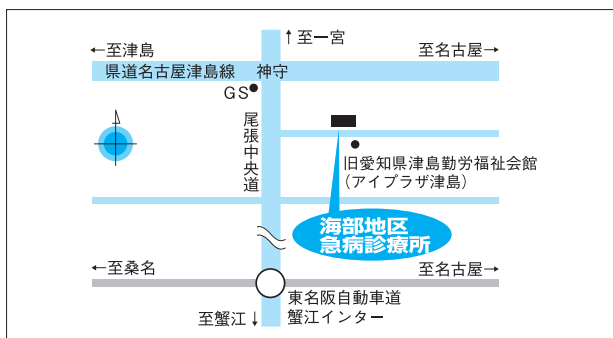 ↑至一宮
←至津島
至名古屋→
県道名古屋津島線 神守
GS
尾張中央道
旧愛知県津島勤労福祉会館
(アイプラザ津島)
海部地区
急病診療所
←至桑名
至名古屋→
東名阪自動車道
蟹江インター
至蟹江↓